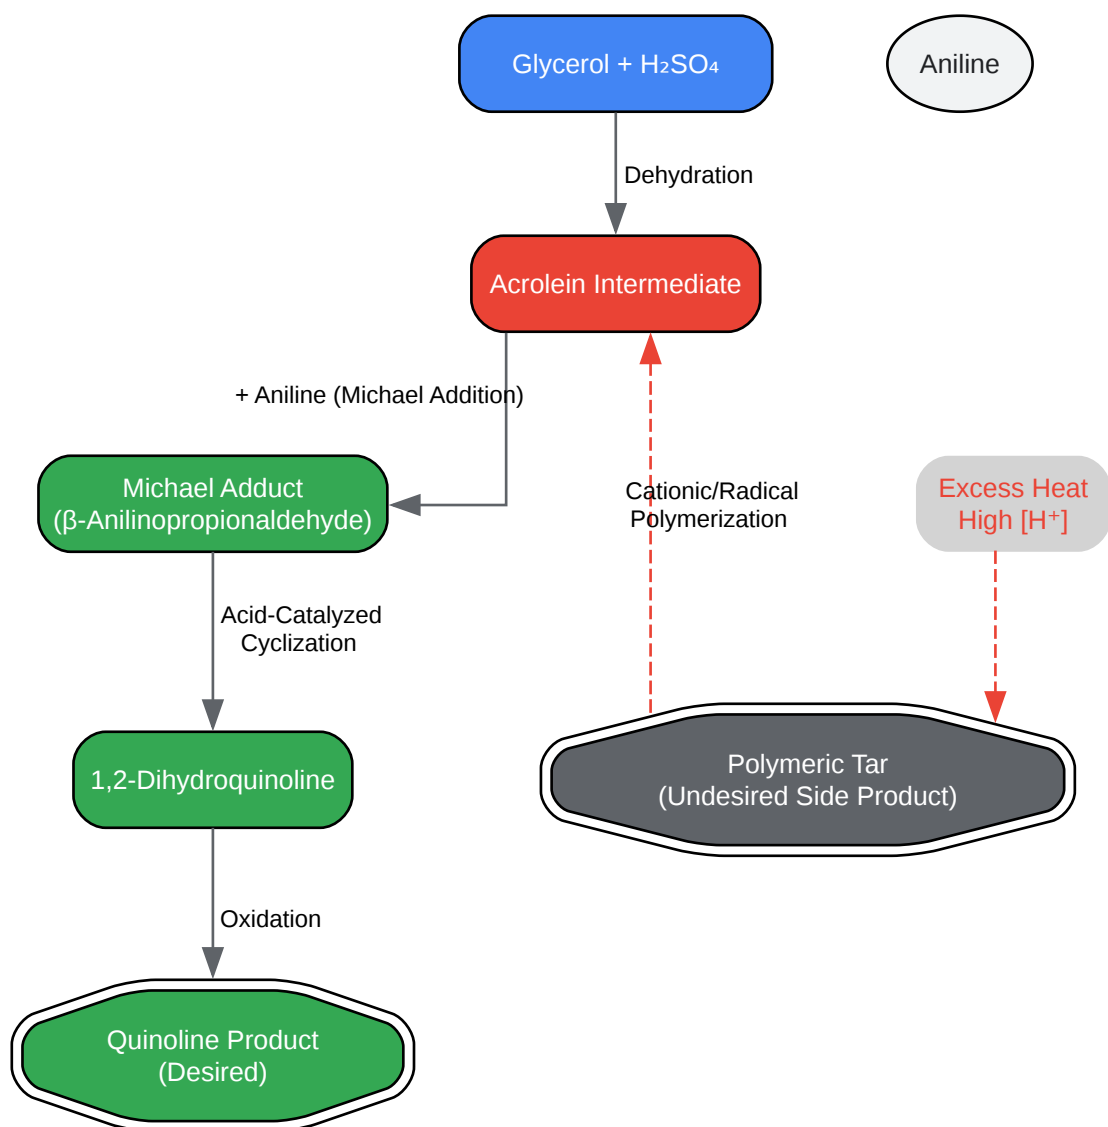 Glycerol + H₂SO₄
Aniline
Dehydration
Acrolein Intermediate
+ Aniline (Michael Addition)
Michael Adduct
(β-Anilinopropionaldehyde)
Cationic/Radical
Polymerization
Excess Heat
High [H⁺]
Acid-Catalyzed
Cyclization
1,2-Dihydroquinoline
Polymeric Tar
(Undesired Side Product)
Oxidation
Quinoline Product
(Desired)